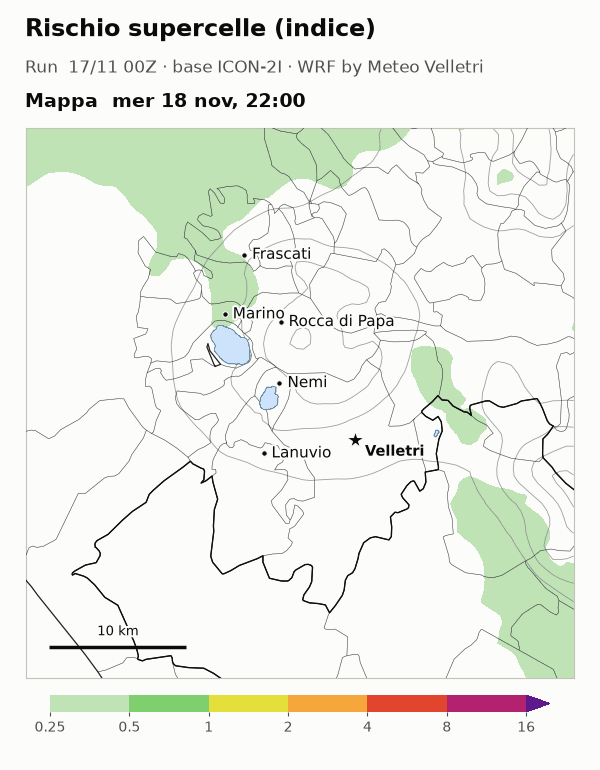 Rischio supercelle (indice)
Run  17/11 00Z · base ICON-2I · WRF by Meteo Velletri
Mappa  mer 18 nov, 22:00
Frascati
Marino
Rocca di Papa
Nemi
Velletri
Lanuvio
10 km
0.25 0.5 1 2 4 8 16